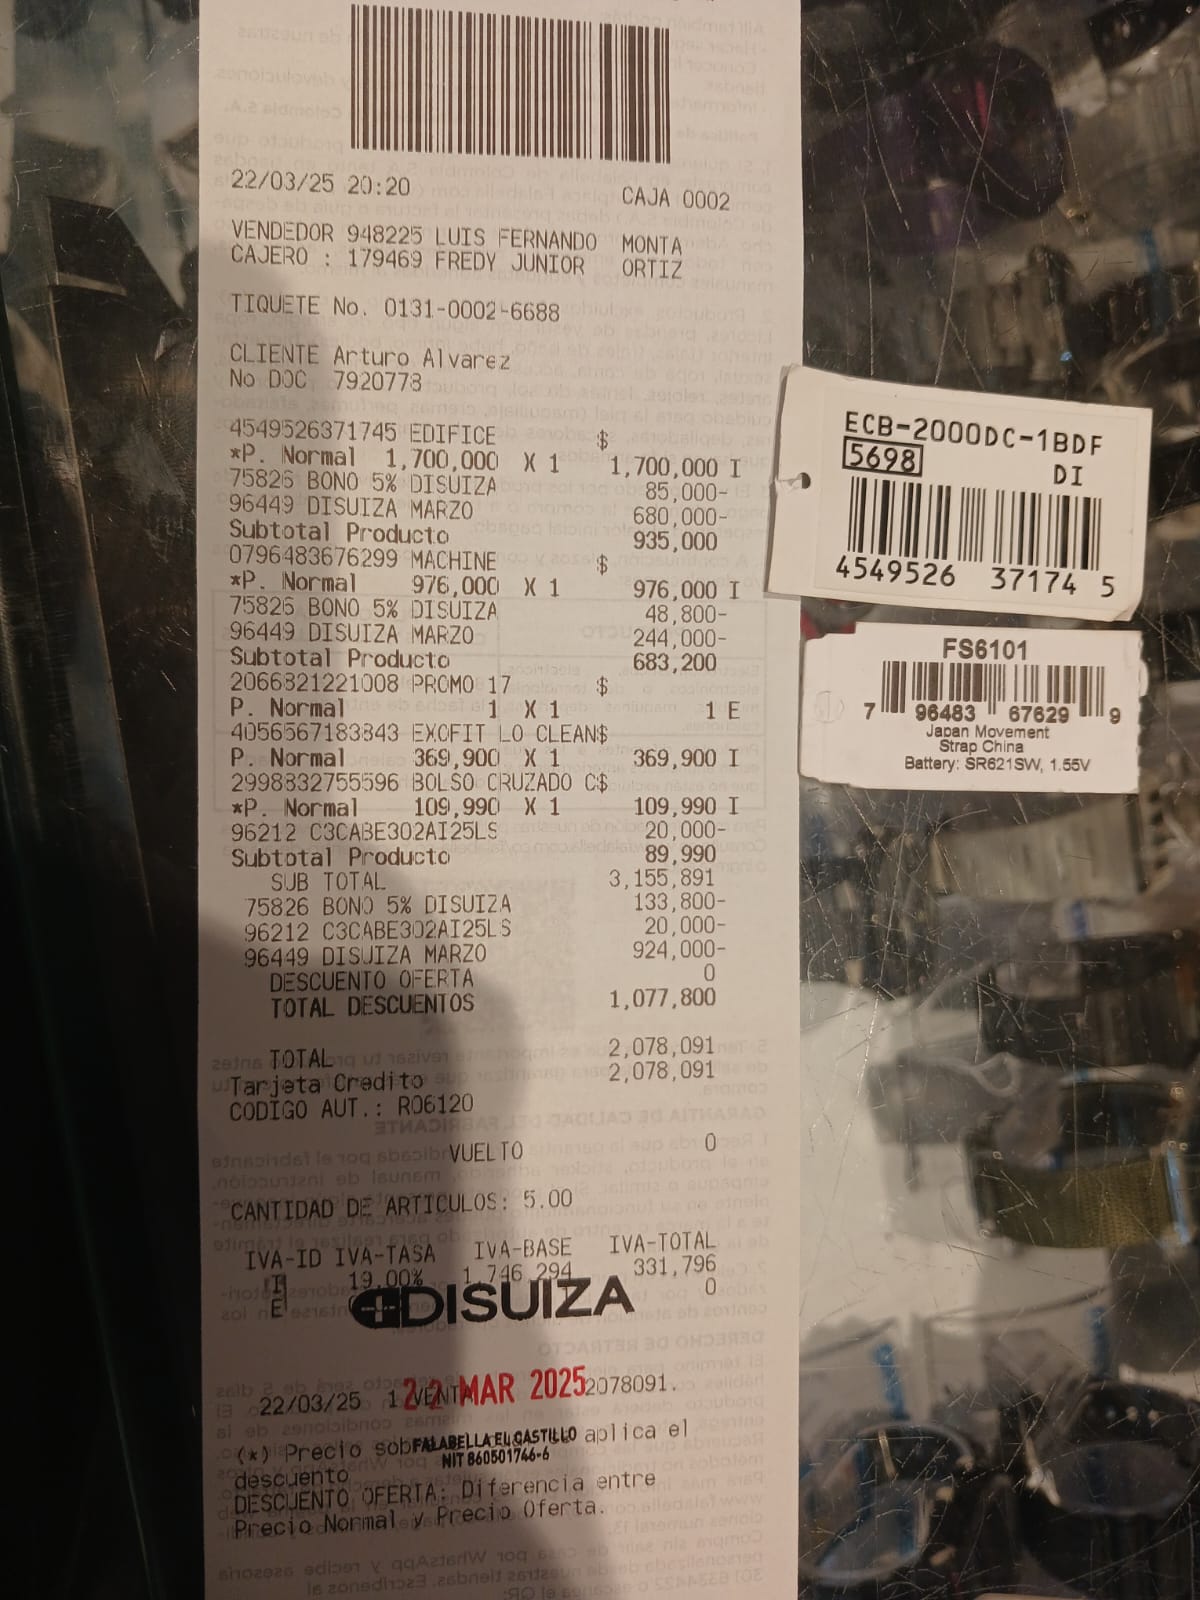 22/03/25 20:20 CAJA 0002
VENDEDOR 948225 LUIS FERNANDO MONTA
CAJERO : 179469 FREDY JUNIOR ORTIZ
TIQUETE No. 0131-0002-6688
CLIENTE Arturo Alvarez
No DOC 7920778
4549526371745 EDIFICE $
*P. Normal 1,700,000 X 1 1,700,000 I
75826 BONO 5% DISUIZA 85,000-
96449 DISUIZA MARZO 680,000-
Subtotal Producto 935,000
0796483676299 MACHINE $
*P. Normal 976,000 X 1 976,000 I
75826 BONO 5% DISUIZA 48,800-
96449 DISUIZA MARZO 244,000-
Subtotal Producto 683,200
2066821221008 PROMO 17 $
P. Normal 1 X 1 1 E
4056567183843 EXOFIT LO CLEAN$
P. Normal 369,900 X 1 369,900 I
2998832755596 BOLSO CRUZADO C$
*P. Normal 109,990 X 1 109,990 I
96212 C3CABE302AI25LS 20,000-
Subtotal Producto 89,990
SUB TOTAL 3,155,891
75826 BONO 5% DISUIZA 133,800-
96212 C3CABE302AI25LS 20,000-
96449 DISUIZA MARZO 924,000-
DESCUENTO OFERTA 0
TOTAL DESCUENTOS 1,077,800
TOTAL 2,078,091
Tarjeta Credito 2,078,091
CODIGO AUT.: R06120
VUELTO 0
CANTIDAD DE ARTICULOS: 5.00
IVA-ID IVA-TASA IVA-BASE IVA-TOTAL
I 19.00% 1,746,294 331,796
E 0
DISUIZA
22 MAR 2025
22/03/25 1 VENT 2078091.
FALABELLA EL CASTILLO
NIT 860501746-6
(*) Precio sob aplica el
descuento
DESCUENTO OFERTA: Diferencia entre
Precio Normal y Precio Oferta.
ECB-2000DC-1BDF
5698 DI
4549526 37174 5
FS6101
7 96483 67629 9
Japan Movement
Strap China
Battery: SR621SW, 1.55V